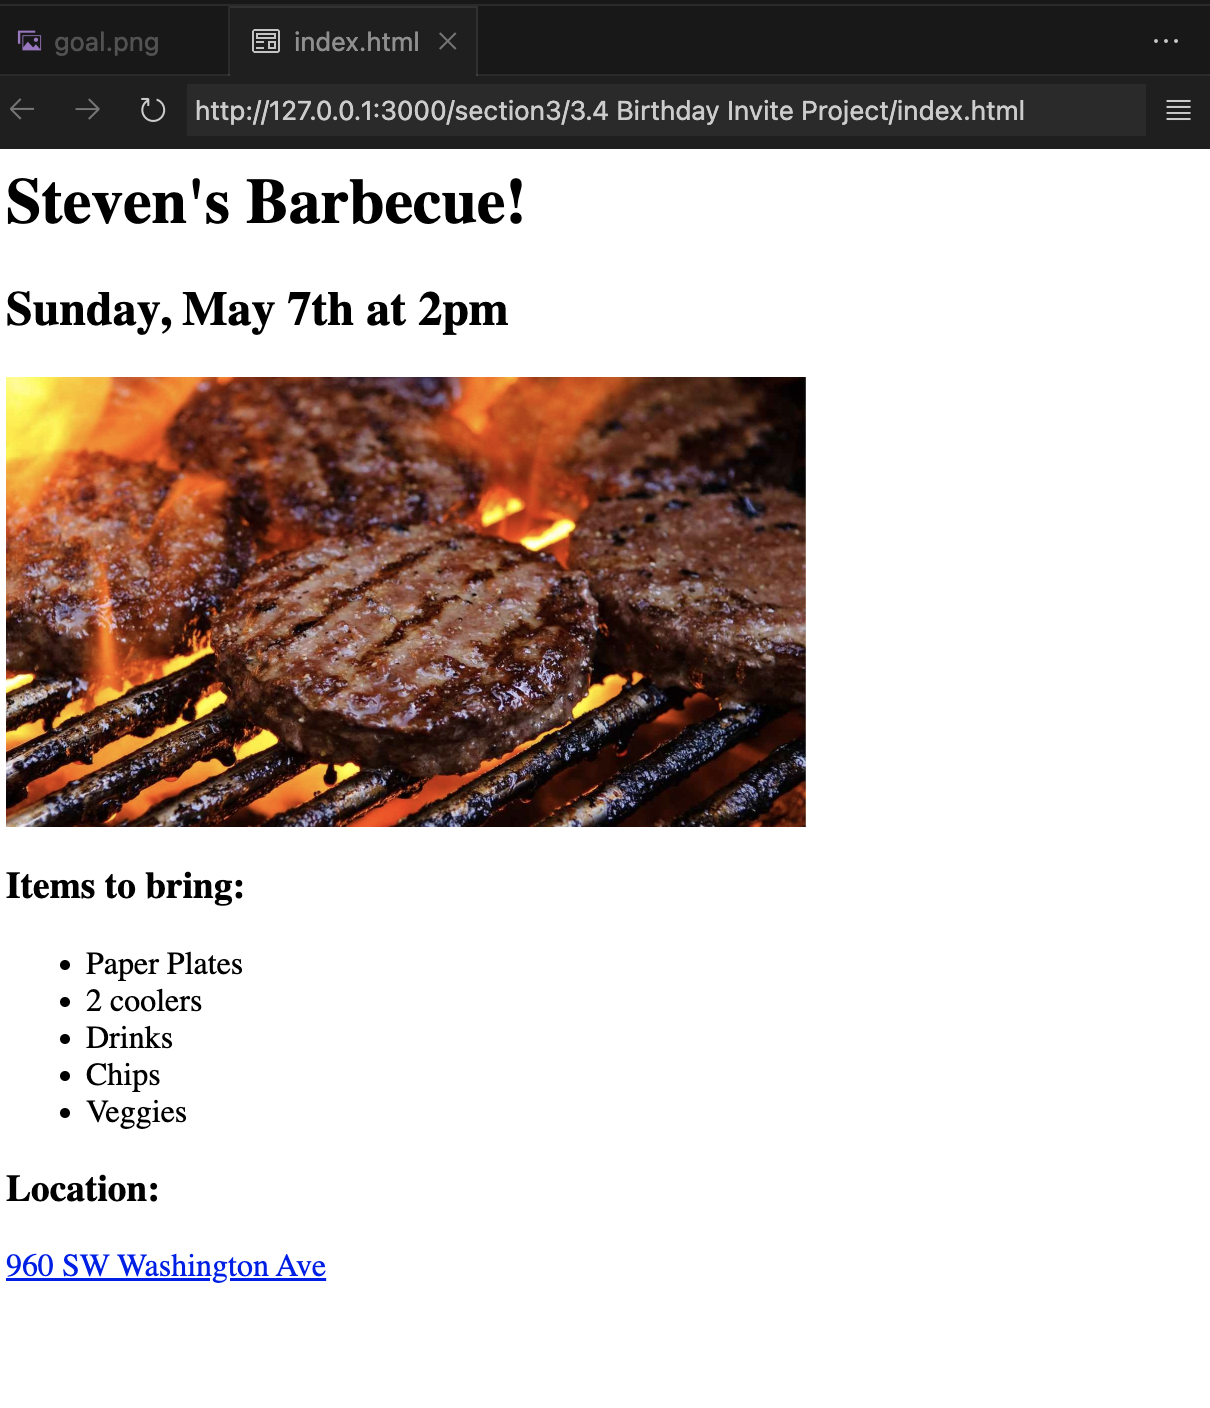 goal.png
index.html
http://127.0.0.1:3000/section3/3.4 Birthday Invite Project/index.html
Steven's Barbecue!
Sunday, May 7th at 2pm
Items to bring:
Paper Plates
2 coolers
Drinks
Chips
Veggies
Location:
960 SW Washington Ave